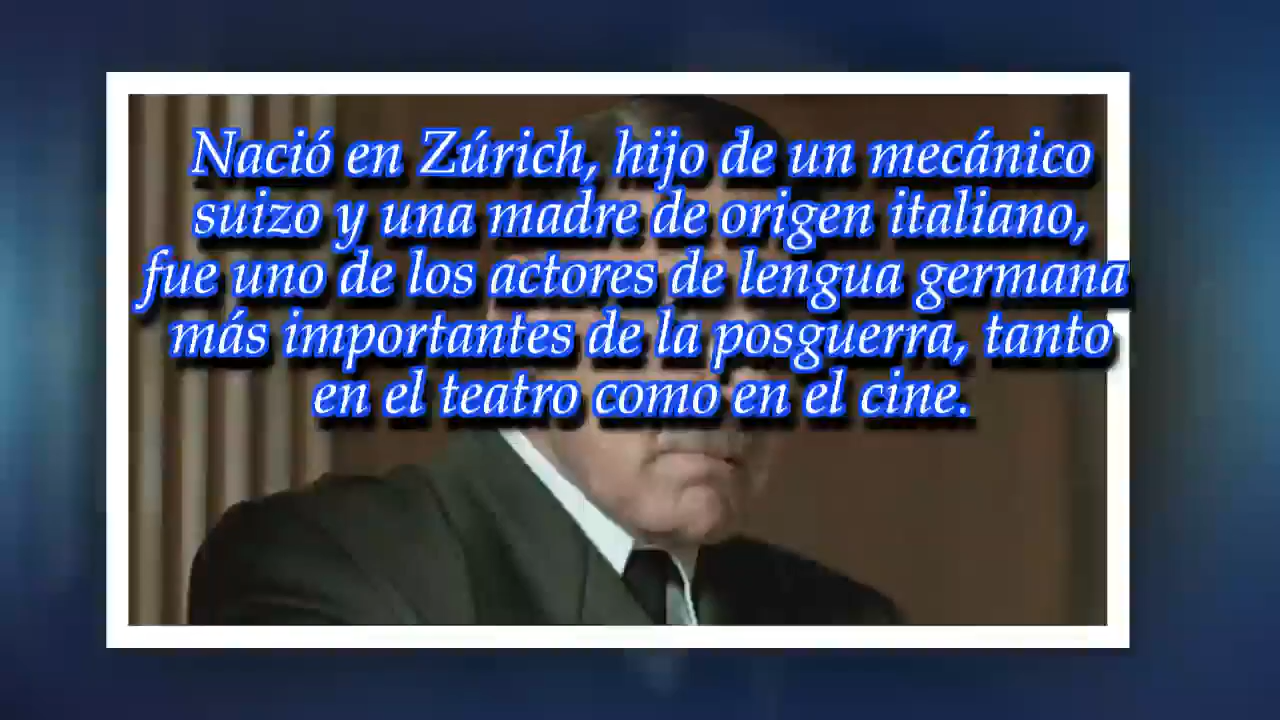 Nació en Zúrich, hijo de un mecánico
suizo y una madre de origen italiano,
fue uno de los actores de lengua germana
más importantes de la posguerra, tanto
en el teatro como en el cine.